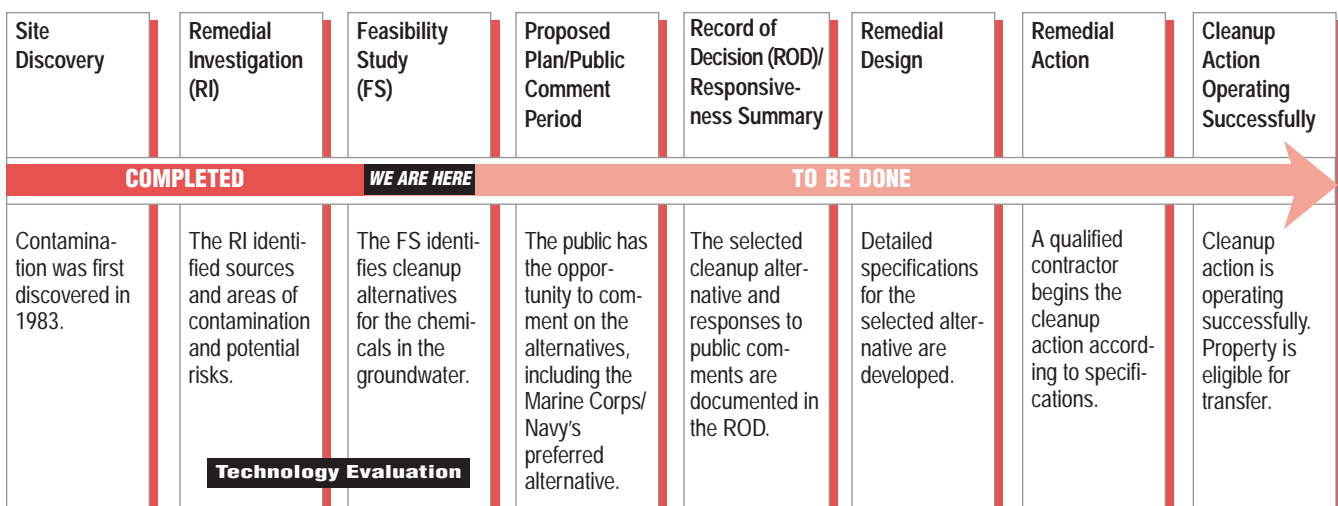 Site
Discovery
Remedial
Investigation
(RI)
Feasibility
Study
(FS)
Proposed
Plan/Public
Comment
Period
Record of
Decision (ROD)/
Responsive-
ness Summary
Remedial
Design
Remedial
Action
Cleanup
Action
Operating
Successfully
COMPLETED
WE ARE HERE
TO BE DONE
Contamina-
tion was first
discovered in
1983.
The RI identi-
fied sources
and areas of
contamination
and potential
risks.
The FS identi-
fies cleanup
alternatives
for the chemi-
cals in the
groundwater.
Technology Evaluation
The public has
the oppor-
tunity to com-
ment on the
alternatives,
including the
Marine Corps/
Navy's
preferred
alternative.
The selected
cleanup alter-
native and
responses to
public com-
ments are
documented in
the ROD.
Detailed
specifications
for the
selected alter-
native are
developed.
A qualified
contractor
begins the
cleanup
action accord-
ing to specifi-
cations.
Cleanup
action is
operating
successfully.
Property is
eligible for
transfer.